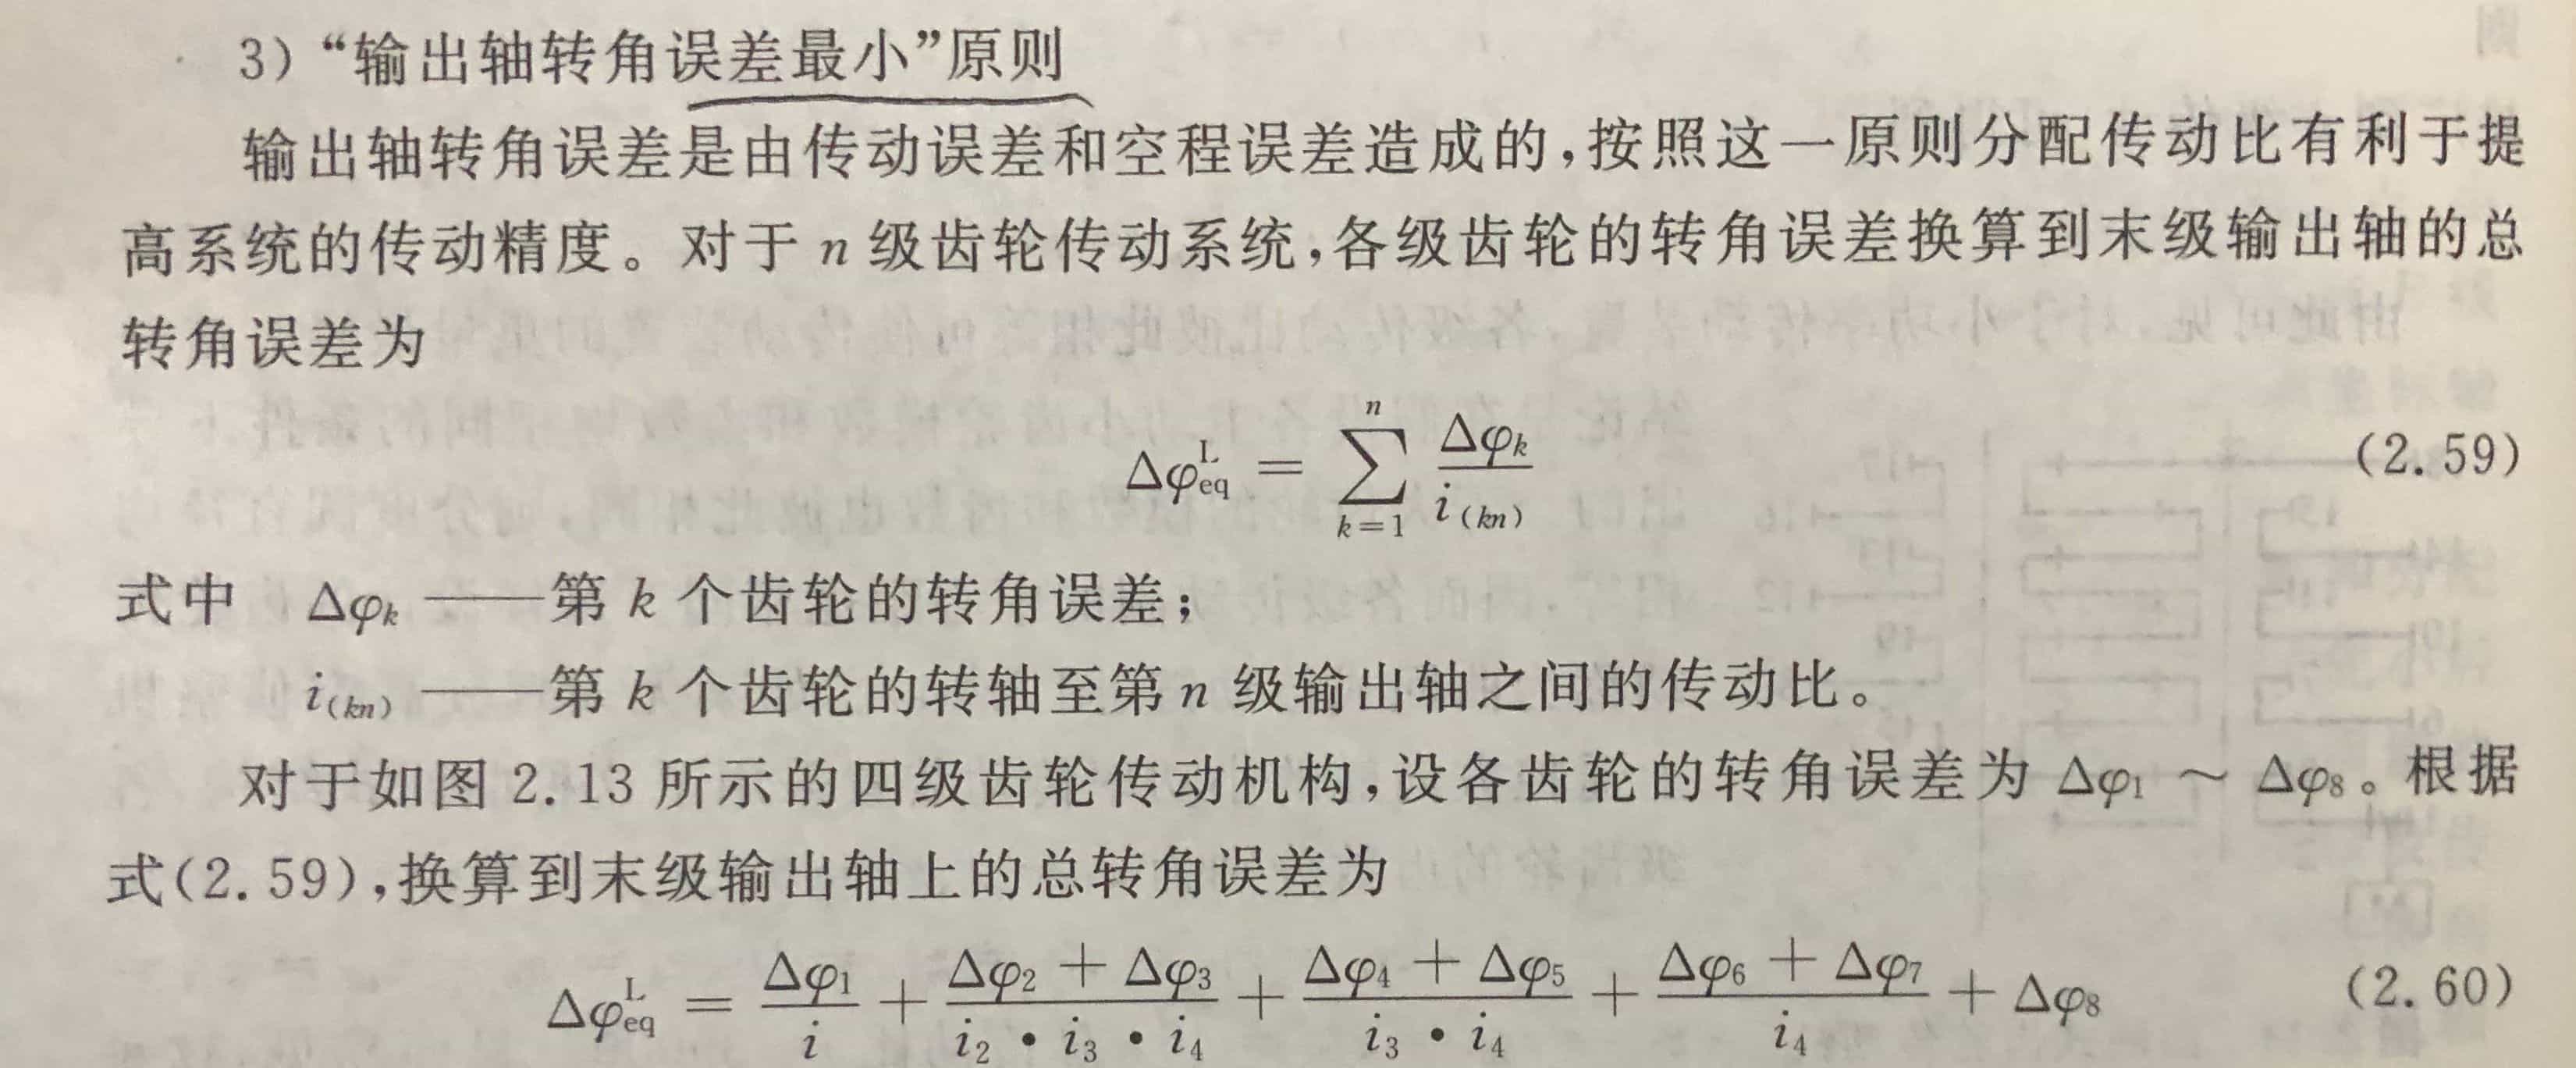 3)“输出轴转角误差最小”原则
输出轴转角误差是由传动误差和空程误差造成的,按照这一原则分配传动比有利于提
高系统的传动精度。对于 n 级齿轮传动系统,各级齿轮的转角误差换算到末级输出轴的总
转角误差为
$\Delta\varphi_{eq}^{L} = \sum_{k=1}^{n} \frac{\Delta\varphi_k}{i_{(kn)}}$ (2.59)
式中 $\Delta\varphi_k$ ——第 k 个齿轮的转角误差;
$i_{(kn)}$ ——第 k 个齿轮的转轴至第 n 级输出轴之间的传动比。
对于如图 2.13 所示的四级齿轮传动机构,设各齿轮的转角误差为 $\Delta\varphi_1$ ~ $\Delta\varphi_8$。根据
式(2.59),换算到末级输出轴上的总转角误差为
$\Delta\varphi_{eq}^{L} = \frac{\Delta\varphi_1}{i} + \frac{\Delta\varphi_2 + \Delta\varphi_3}{i_2 \cdot i_3 \cdot i_4} + \frac{\Delta\varphi_4 + \Delta\varphi_5}{i_3 \cdot i_4} + \frac{\Delta\varphi_6 + \Delta\varphi_7}{i_4} + \Delta\varphi_8$ (2.60)